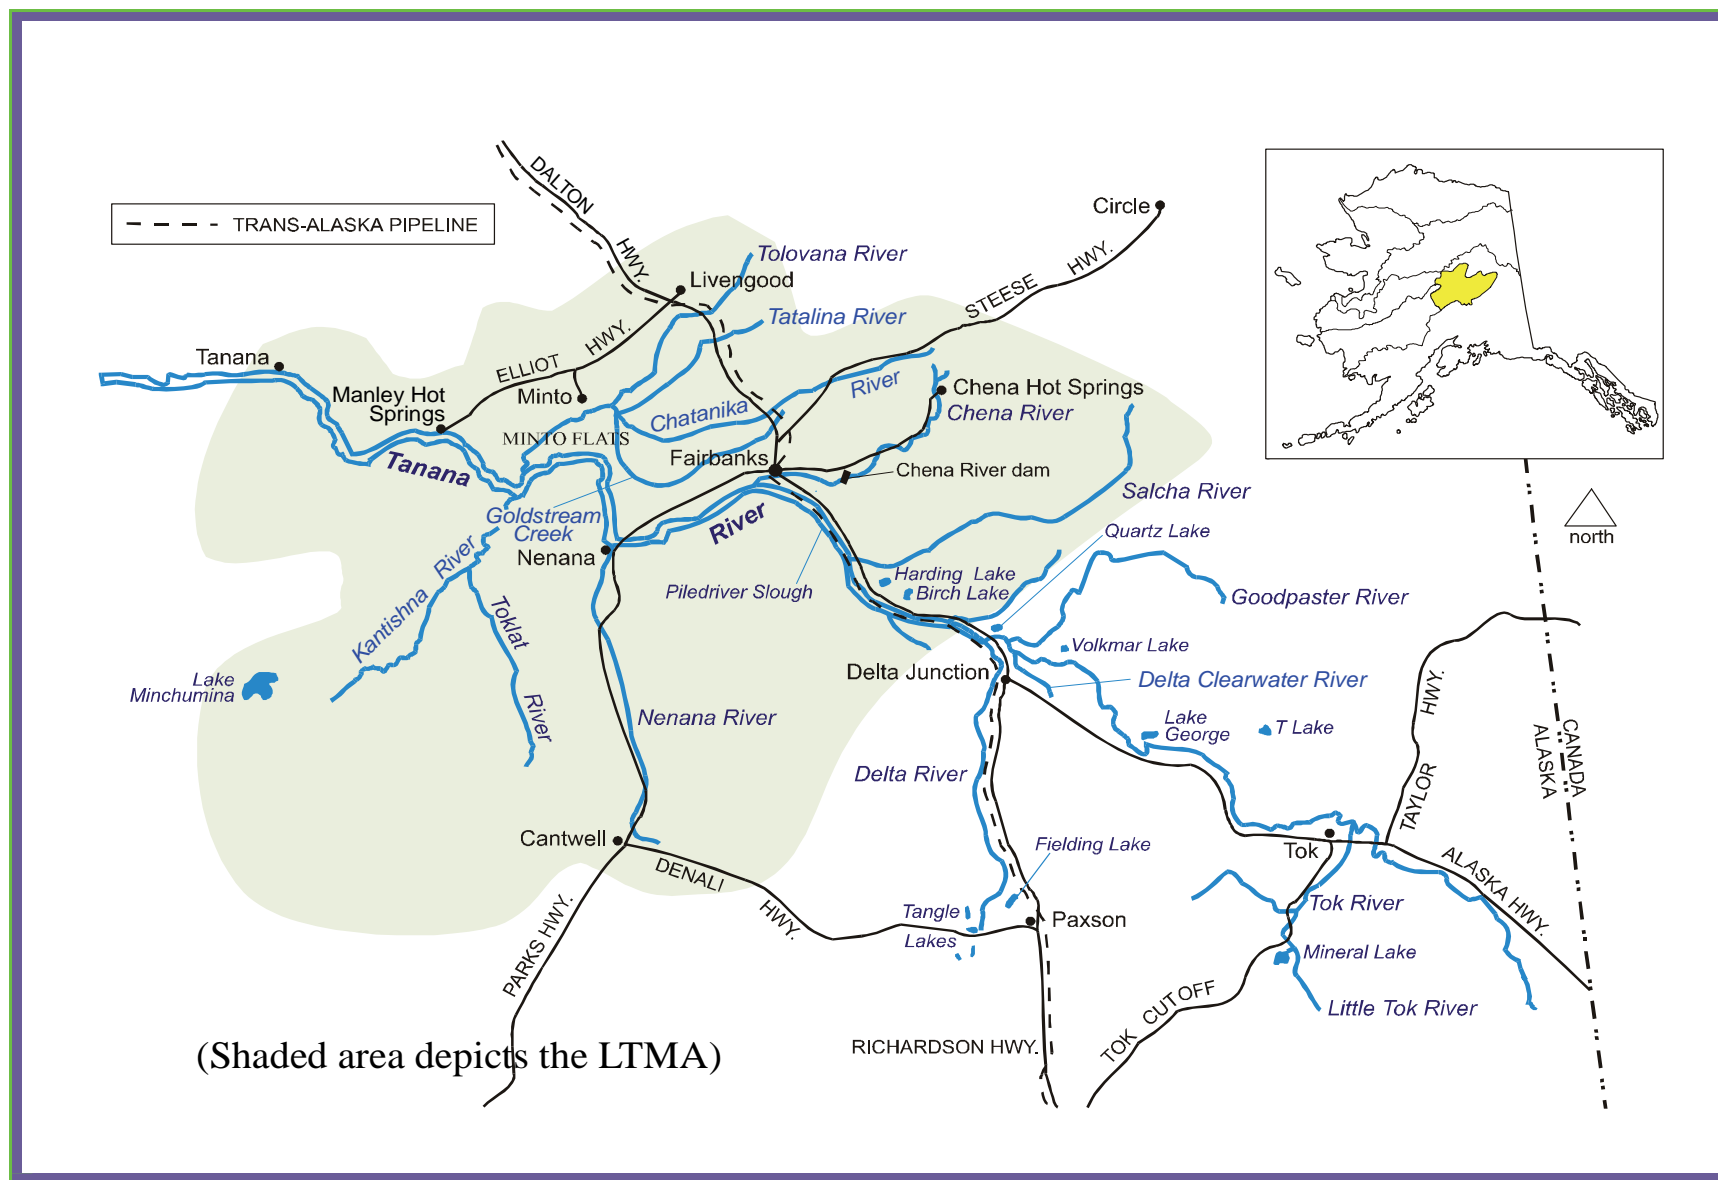 TRANS-ALASKA PIPELINE
DALTON
HWY.
Circle
STEESE
HWY.
Tolovana River
Livengood
Tatalina River
ELLIOT
HWY.
Tanana
Manley Hot
Springs
Minto
MINTO FLATS
Chatanika
River
Chena Hot Springs
Chena River
Fairbanks
Chena River dam
Tanana
River
Goldstream
Creek
Nenana
Salcha River
Quartz Lake
north
Piledriver Slough
Harding Lake
Birch Lake
Goodpaster River
Kantishna
River
Toklat
River
Volkmar Lake
Delta Junction
Delta Clearwater River
Lake
Minchumina
Nenana River
Lake
George
T Lake
Delta River
TAYLOR
HWY.
CANADA
ALASKA
Cantwell
DENALI
HWY.
Fielding Lake
Tok
ALASKA HWY.
Tangle
Lakes
Paxson
Tok River
Mineral Lake
Little Tok River
PARKS HWY.
RICHARDSON HWY.
TOK CUTOFF
(Shaded area depicts the LTMA)